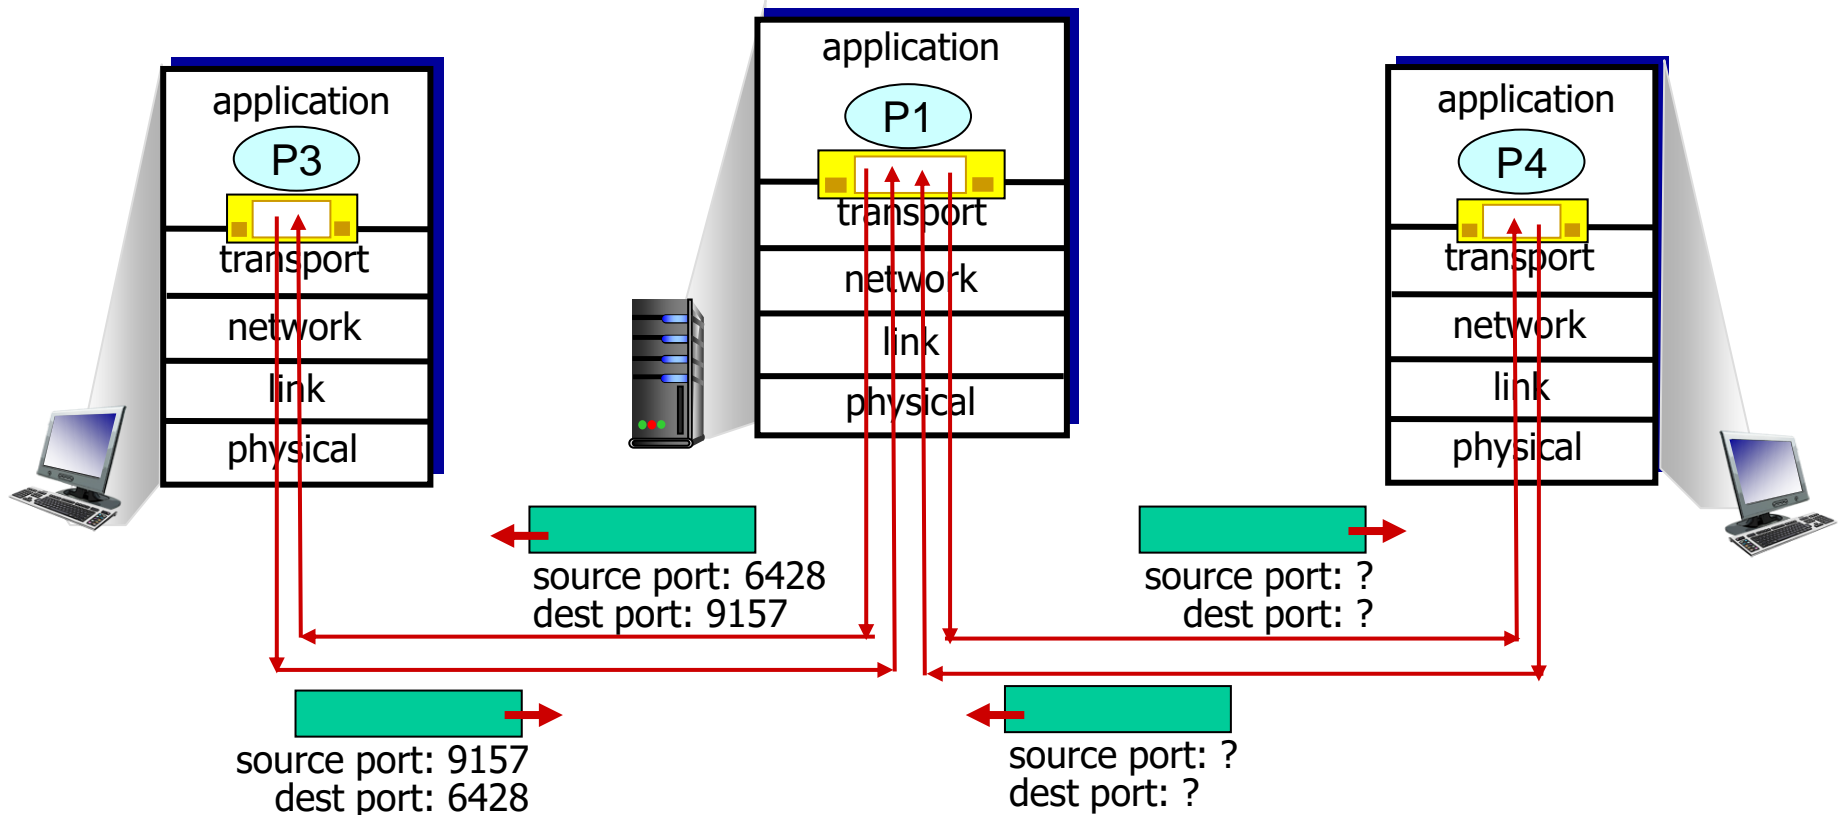 application
P3
transport
network
link
physical
application
P1
transport
network
link
physical
application
P4
transport
network
link
physical
source port: 6428
dest port: 9157
source port: ?
dest port: ?
source port: 9157
dest port: 6428
source port: ?
dest port: ?